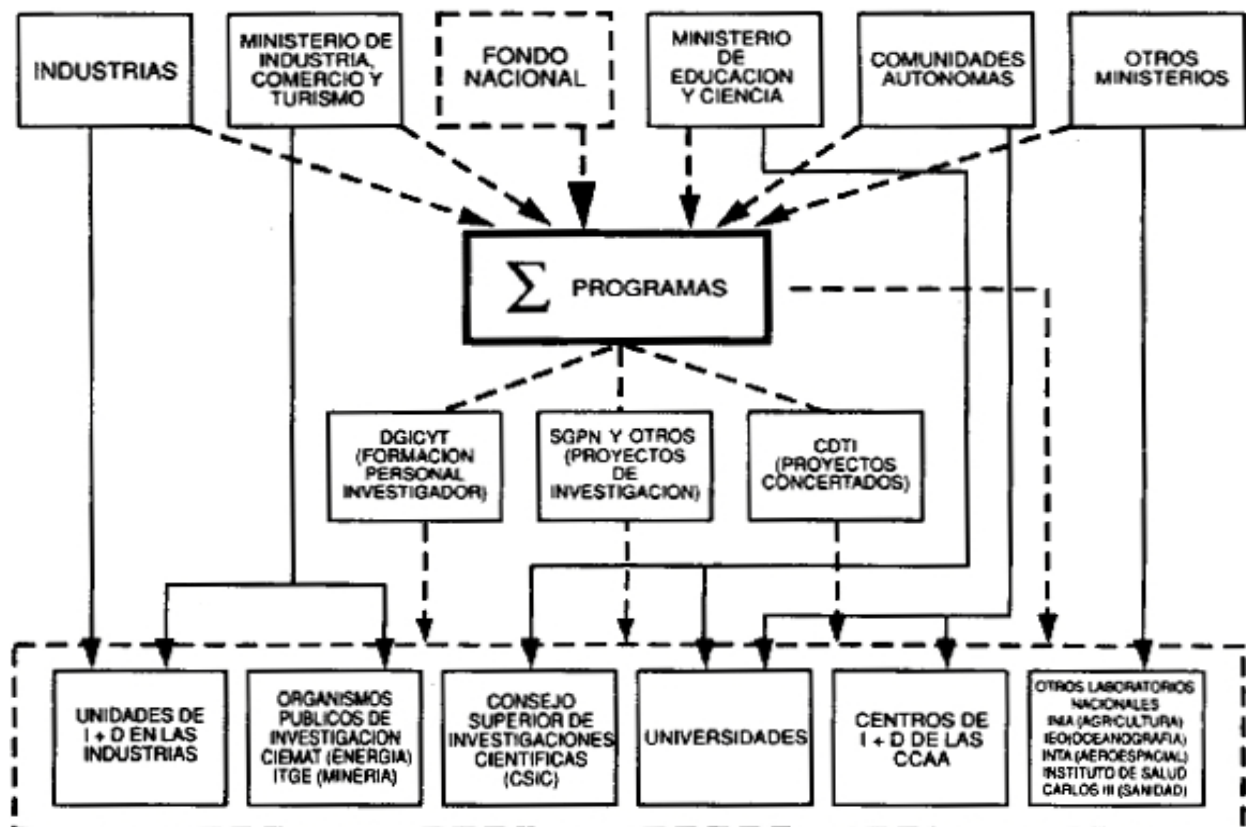 INDUSTRIAS
MINISTERIO DE
INDUSTRIA,
COMERCIO Y
TURISMO
FONDO
NACIONAL
MINISTERIO
DE
EDUCACION
Y CIENCIA
COMUNIDADES
AUTONOMAS
OTROS
MINISTERIOS
Σ PROGRAMAS
DGICYT
(FORMACION
PERSONAL
INVESTIGADOR)
SGPN Y OTROS
(PROYECTOS
DE
INVESTIGACION)
CDTI
(PROYECTOS
CONCERTADOS)
UNIDADES DE
I + D EN LAS
INDUSTRIAS
ORGANISMOS
PUBLICOS DE
INVESTIGACION
CIEMAT (ENERGIA)
ITGE (MINERIA)
CONSEJO
SUPERIOR DE
INVESTIGACIONES
CIENTIFICAS
(CSIC)
UNIVERSIDADES
CENTROS DE
I + D DE LAS
CCAA
OTROS LABORATORIOS
NACIONALES
INIA (AGRICULTURA)
IEO (OCEANOGRAFIA)
INTA (AEROESPACIAL)
INSTITUTO DE SALUD
CARLOS III (SANIDAD)